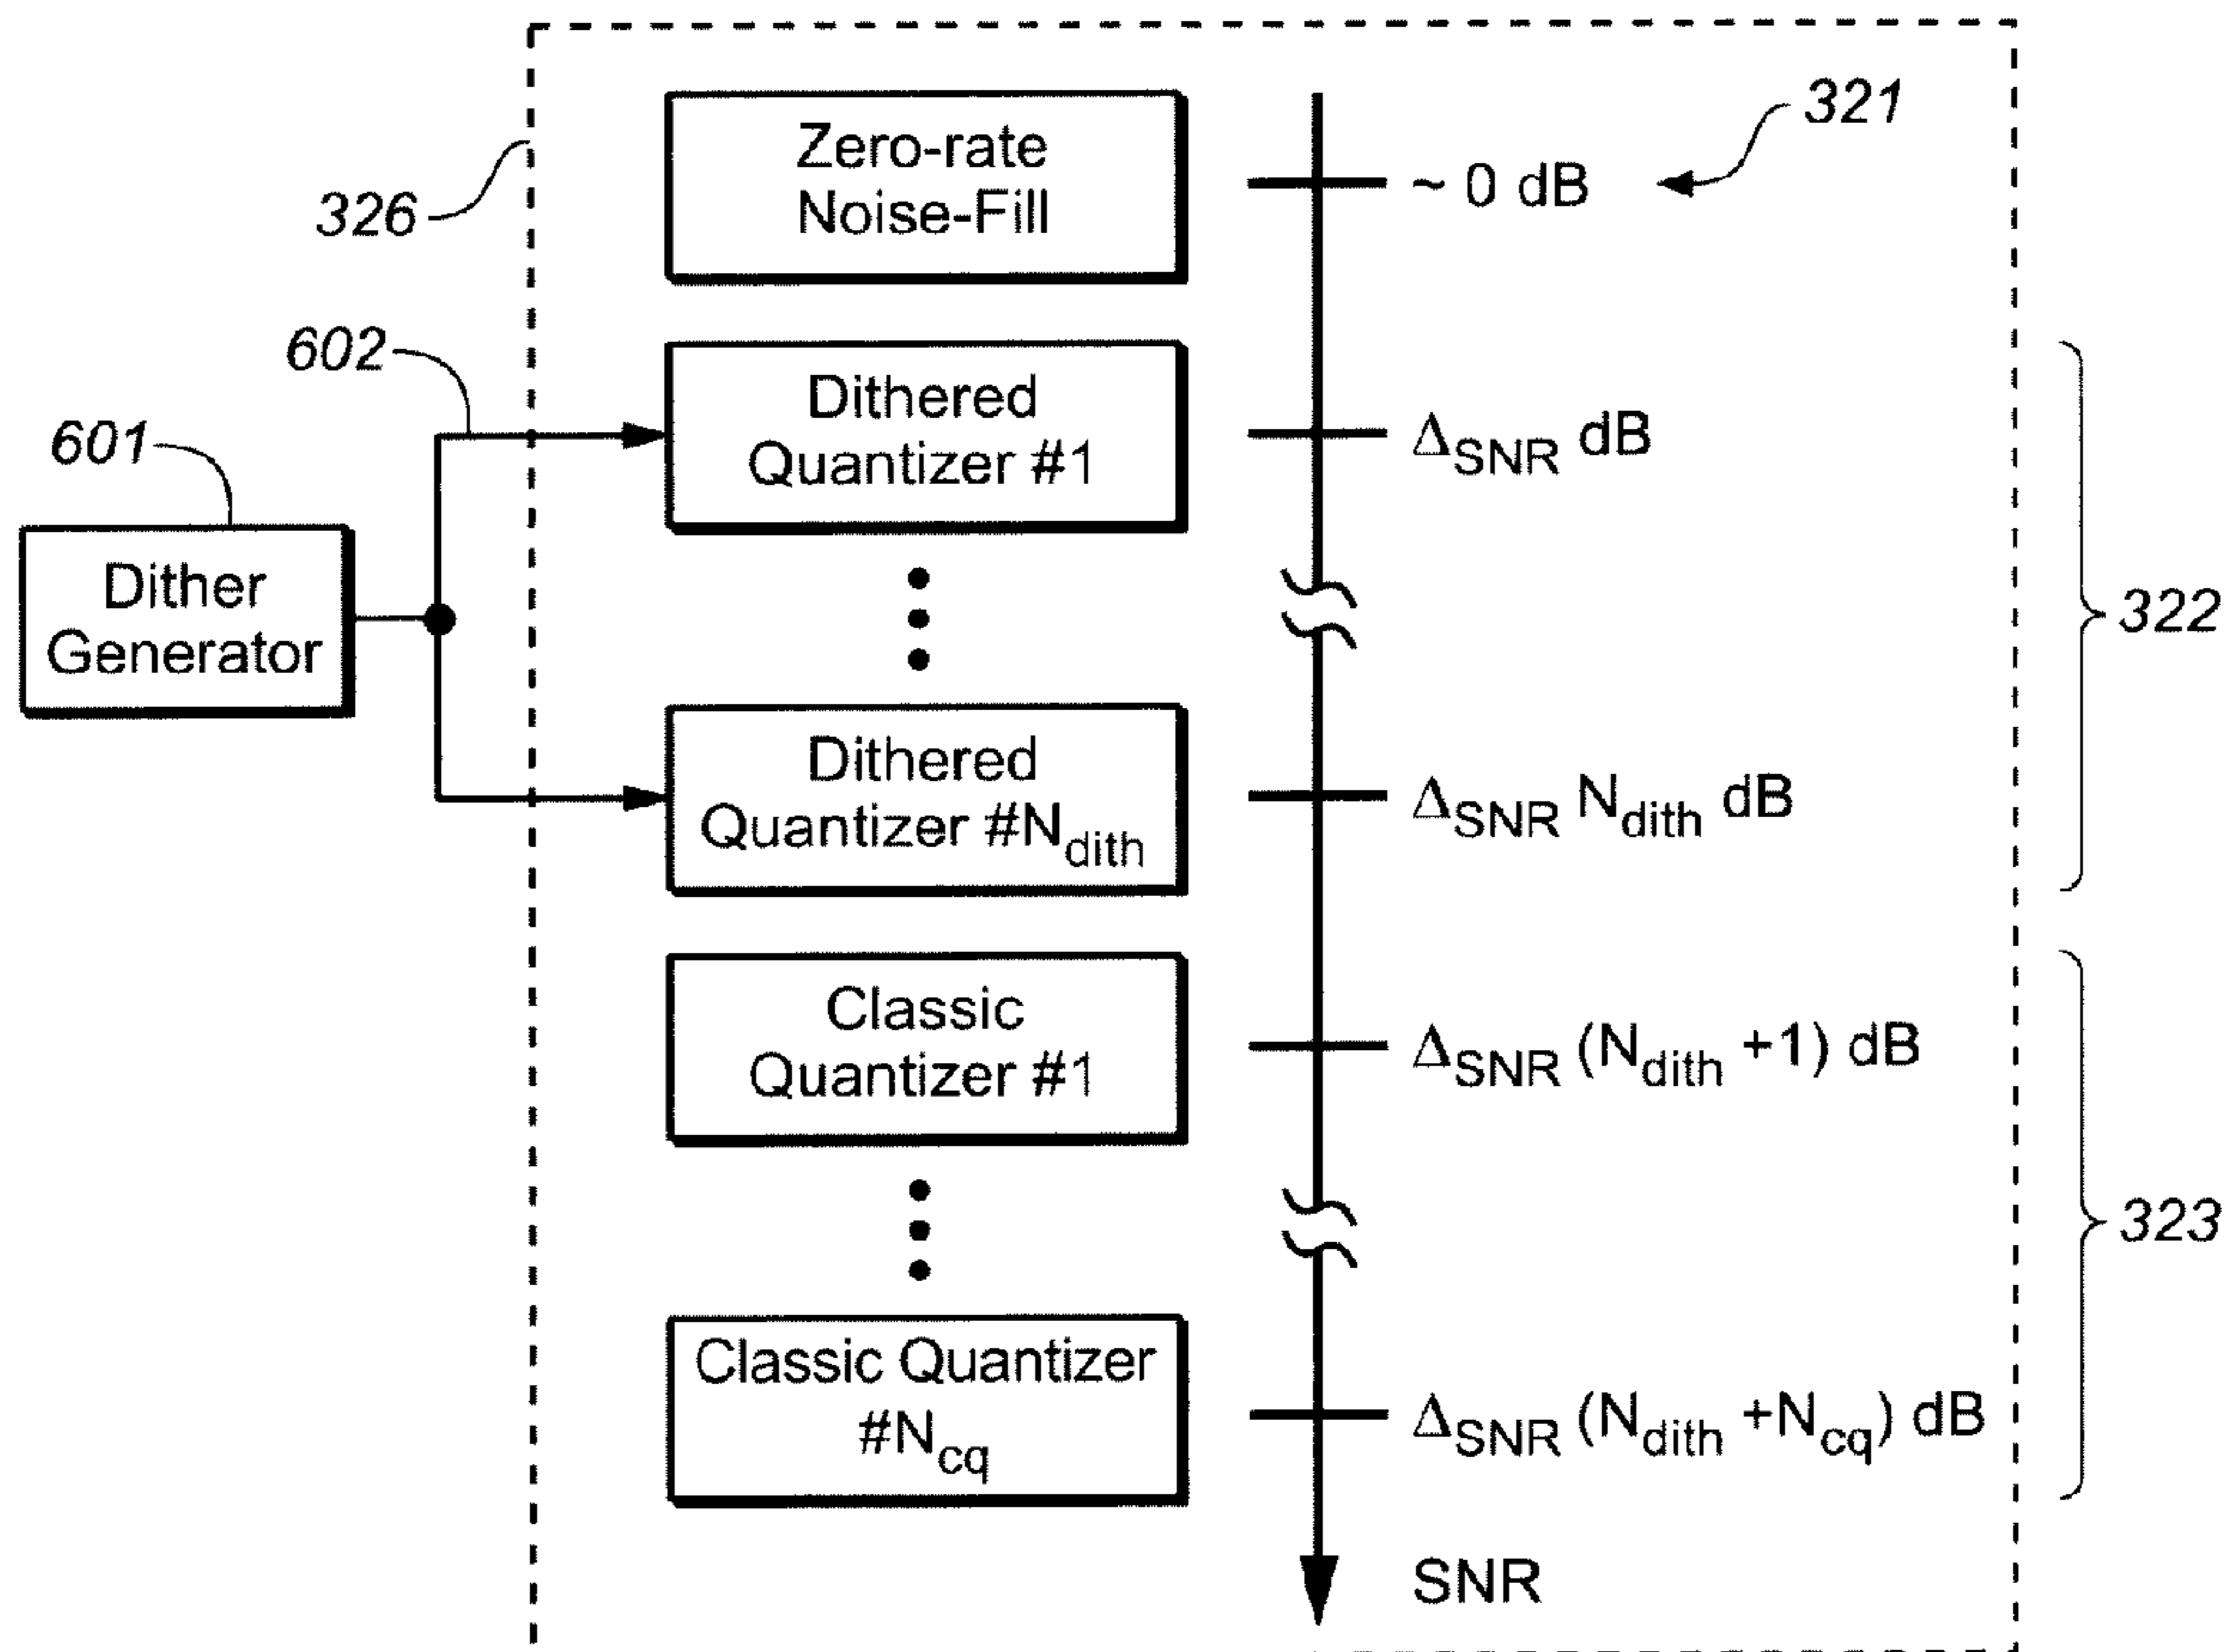 Zero-rate
Noise-Fill
~ 0 dB
321
326
602
Dithered
Quantizer #1
Δ_SNR dB
601
Dither
Generator
322
Dithered
Quantizer #N_dith
Δ_SNR N_dith dB
Classic
Quantizer #1
Δ_SNR (N_dith +1) dB
323
Classic Quantizer
#N_cq
Δ_SNR (N_dith +N_cq) dB
SNR